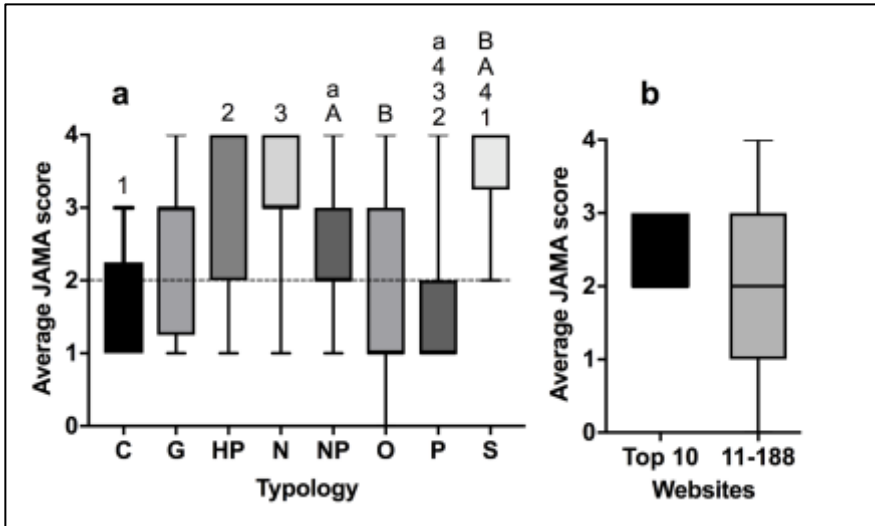 a
1
2
3
a
A
B
a
4
3
2
B
A
4
1
Average JAMA score
4
3
2
1
0
C G HP N NP O P S
Typology
b
Average JAMA score
4
3
2
1
0
Top 10 11-188
Websites